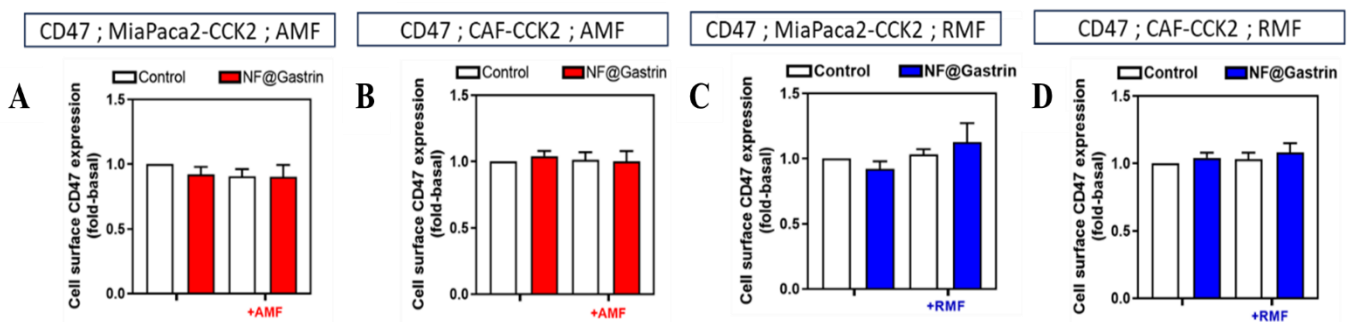 CD47 ; MiaPaca2-CCK2 ; AMF
A
Control NF@Gastrin
Cell surface CD47 expression
(fold-basal)
1.5
1.0
0.5
0.0
+AMF
CD47 ; CAF-CCK2 ; AMF
B
Control NF@Gastrin
Cell surface CD47 expression
(fold-basal)
1.5
1.0
0.5
0.0
+AMF
CD47 ; MiaPaca2-CCK2 ; RMF
C
Control NF@Gastrin
Cell surface CD47 expression
(fold-basal)
1.5
1.0
0.5
0.0
+RMF
CD47 ; CAF-CCK2 ; RMF
D
Control NF@Gastrin
Cell surface CD47 expression
(fold-basal)
1.5
1.0
0.5
0.0
+RMF